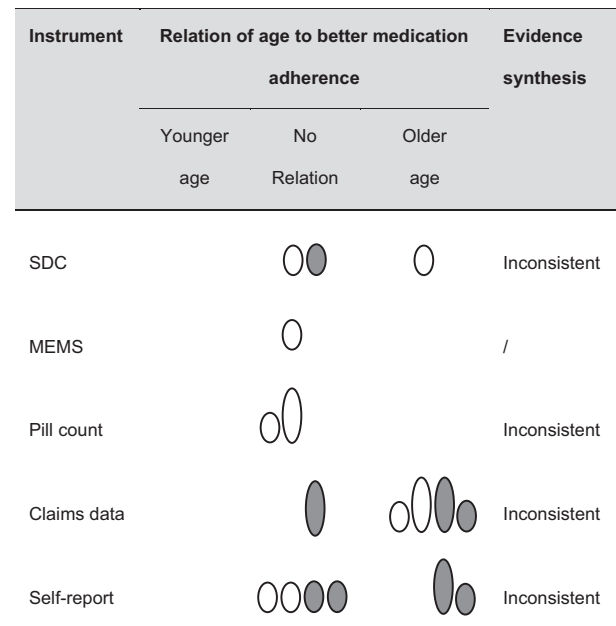 Instrument Relation of age to better medication Evidence
adherence synthesis
Younger No Older
age Relation age
SDC Inconsistent
MEMS /
Pill count Inconsistent
Claims data Inconsistent
Self-report Inconsistent